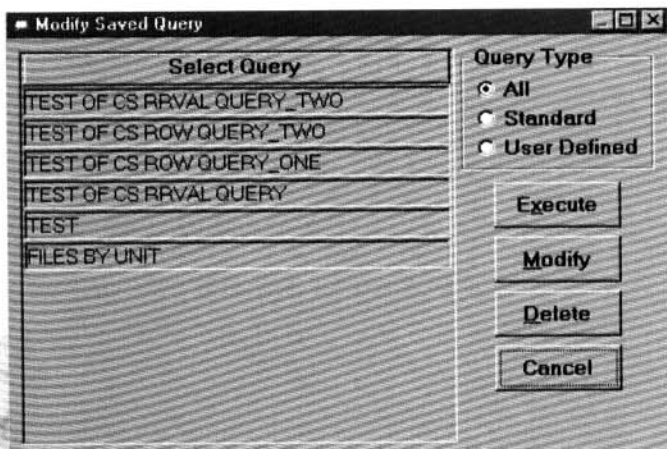 Modify Saved Query
Select Query
TEST OF CS RRVAL QUERY_TWO
TEST OF CS ROW QUERY_TWO
TEST OF CS ROW QUERY_ONE
TEST OF CS RRVAL QUERY
TEST
FILES BY UNIT
Query Type
All
Standard
User Defined
Execute
Modify
Delete
Cancel